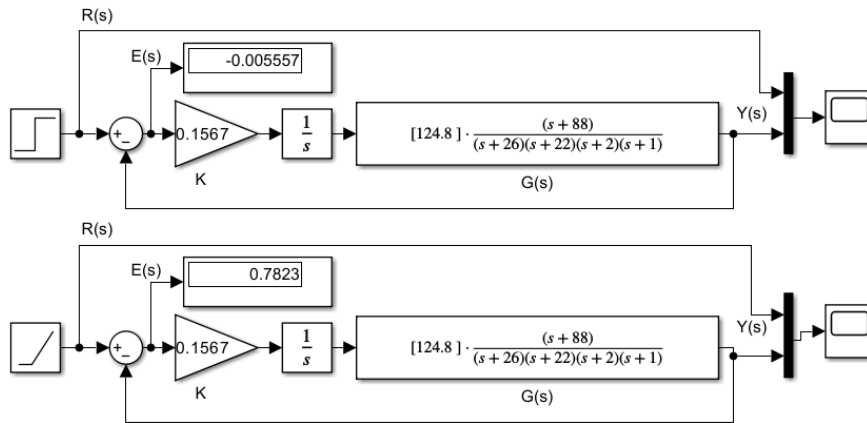 R(s)
E(s)
-0.005557
+
-
0.1567
1
s
[124.8 ] · (s + 88)
(s + 26)(s + 22)(s + 2)(s + 1)
Y(s)
K
G(s)
R(s)
E(s)
0.7823
+
-
0.1567
1
s
[124.8 ] · (s + 88)
(s + 26)(s + 22)(s + 2)(s + 1)
Y(s)
K
G(s)